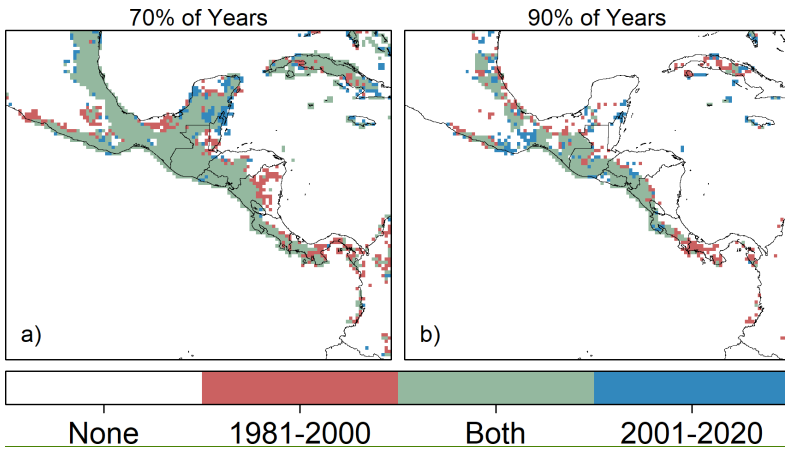 70% of Years
90% of Years
a)
b)
None
1981-2000
Both
2001-2020